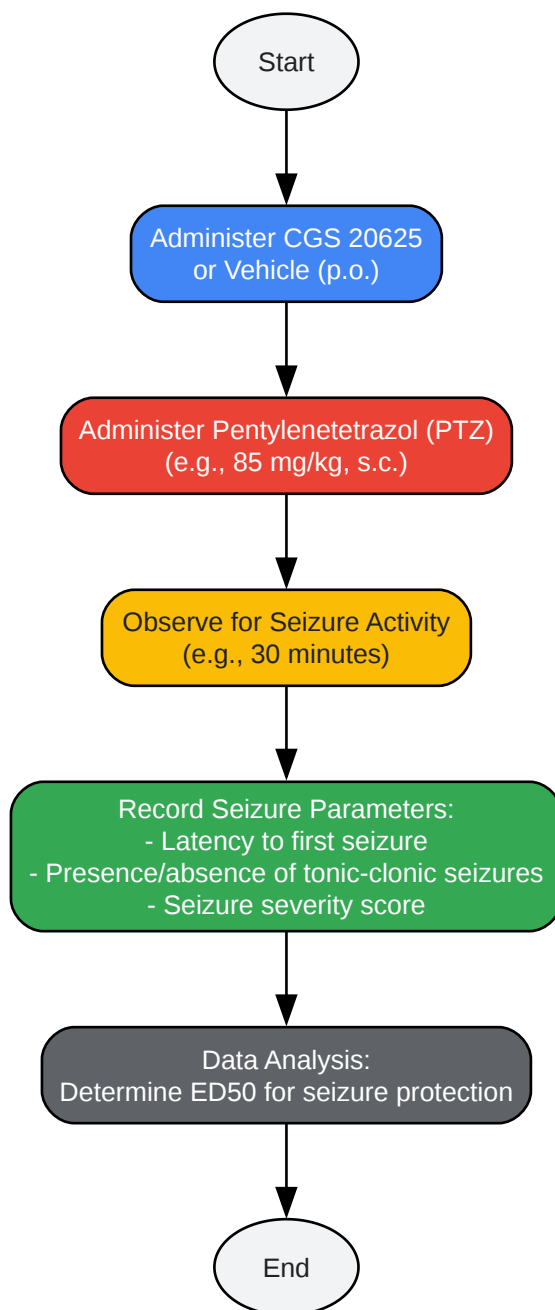 Start
Administer CGS 20625
or Vehicle (p.o.)
Administer Pentylenetetrazol (PTZ)
(e.g., 85 mg/kg, s.c.)
Observe for Seizure Activity
(e.g., 30 minutes)
Record Seizure Parameters:
- Latency to first seizure
- Presence/absence of tonic-clonic seizures
- Seizure severity score
Data Analysis:
Determine ED50 for seizure protection
End